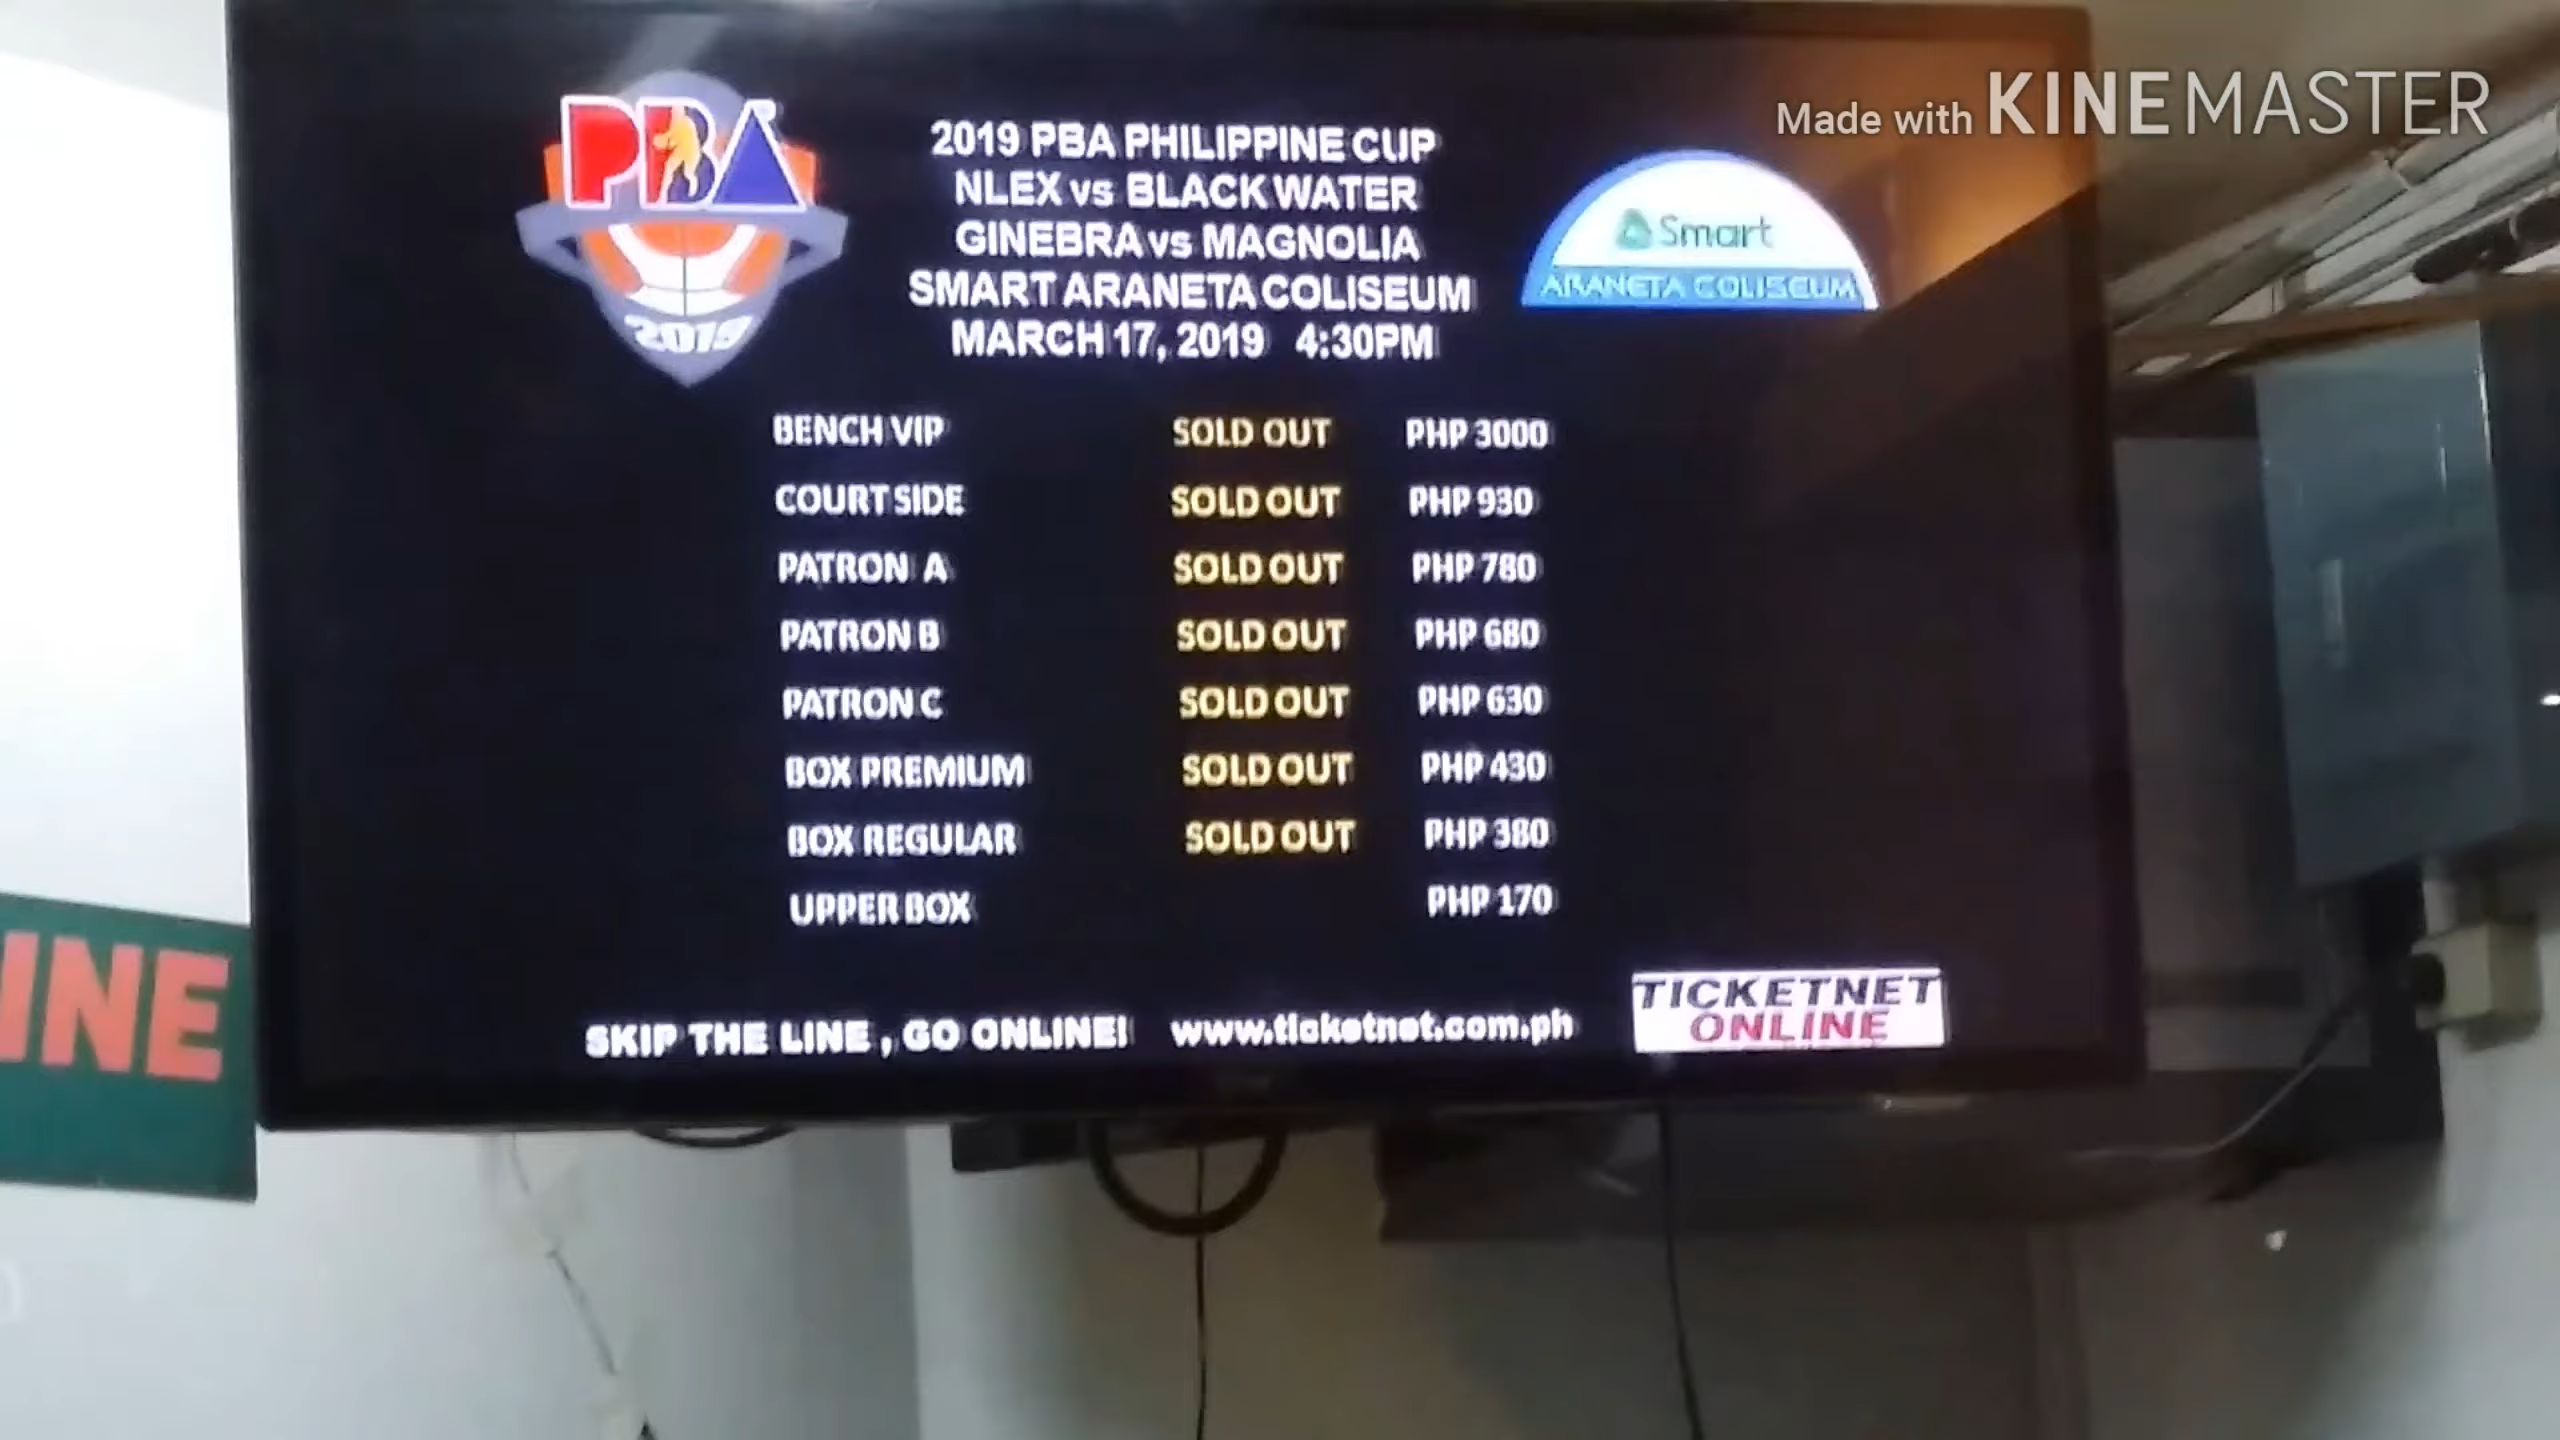 Made with KINEMASTER
PBA
2019
2019 PBA PHILIPPINE CUP
NLEX vs BLACK WATER
GINEBRA vs MAGNOLIA
SMART ARANETA COLISEUM
MARCH 17, 2019 4:30PM
Smart
ARANETA COLISEUM
BENCH VIP SOLD OUT PHP 3000
COURT SIDE SOLD OUT PHP 930
PATRON A SOLD OUT PHP 780
PATRON B SOLD OUT PHP 680
PATRON C SOLD OUT PHP 630
BOX PREMIUM SOLD OUT PHP 430
BOX REGULAR SOLD OUT PHP 380
UPPER BOX PHP 170
SKIP THE LINE , GO ONLINE! www.ticketnet.com.ph
TICKETNET
ONLINE
INE